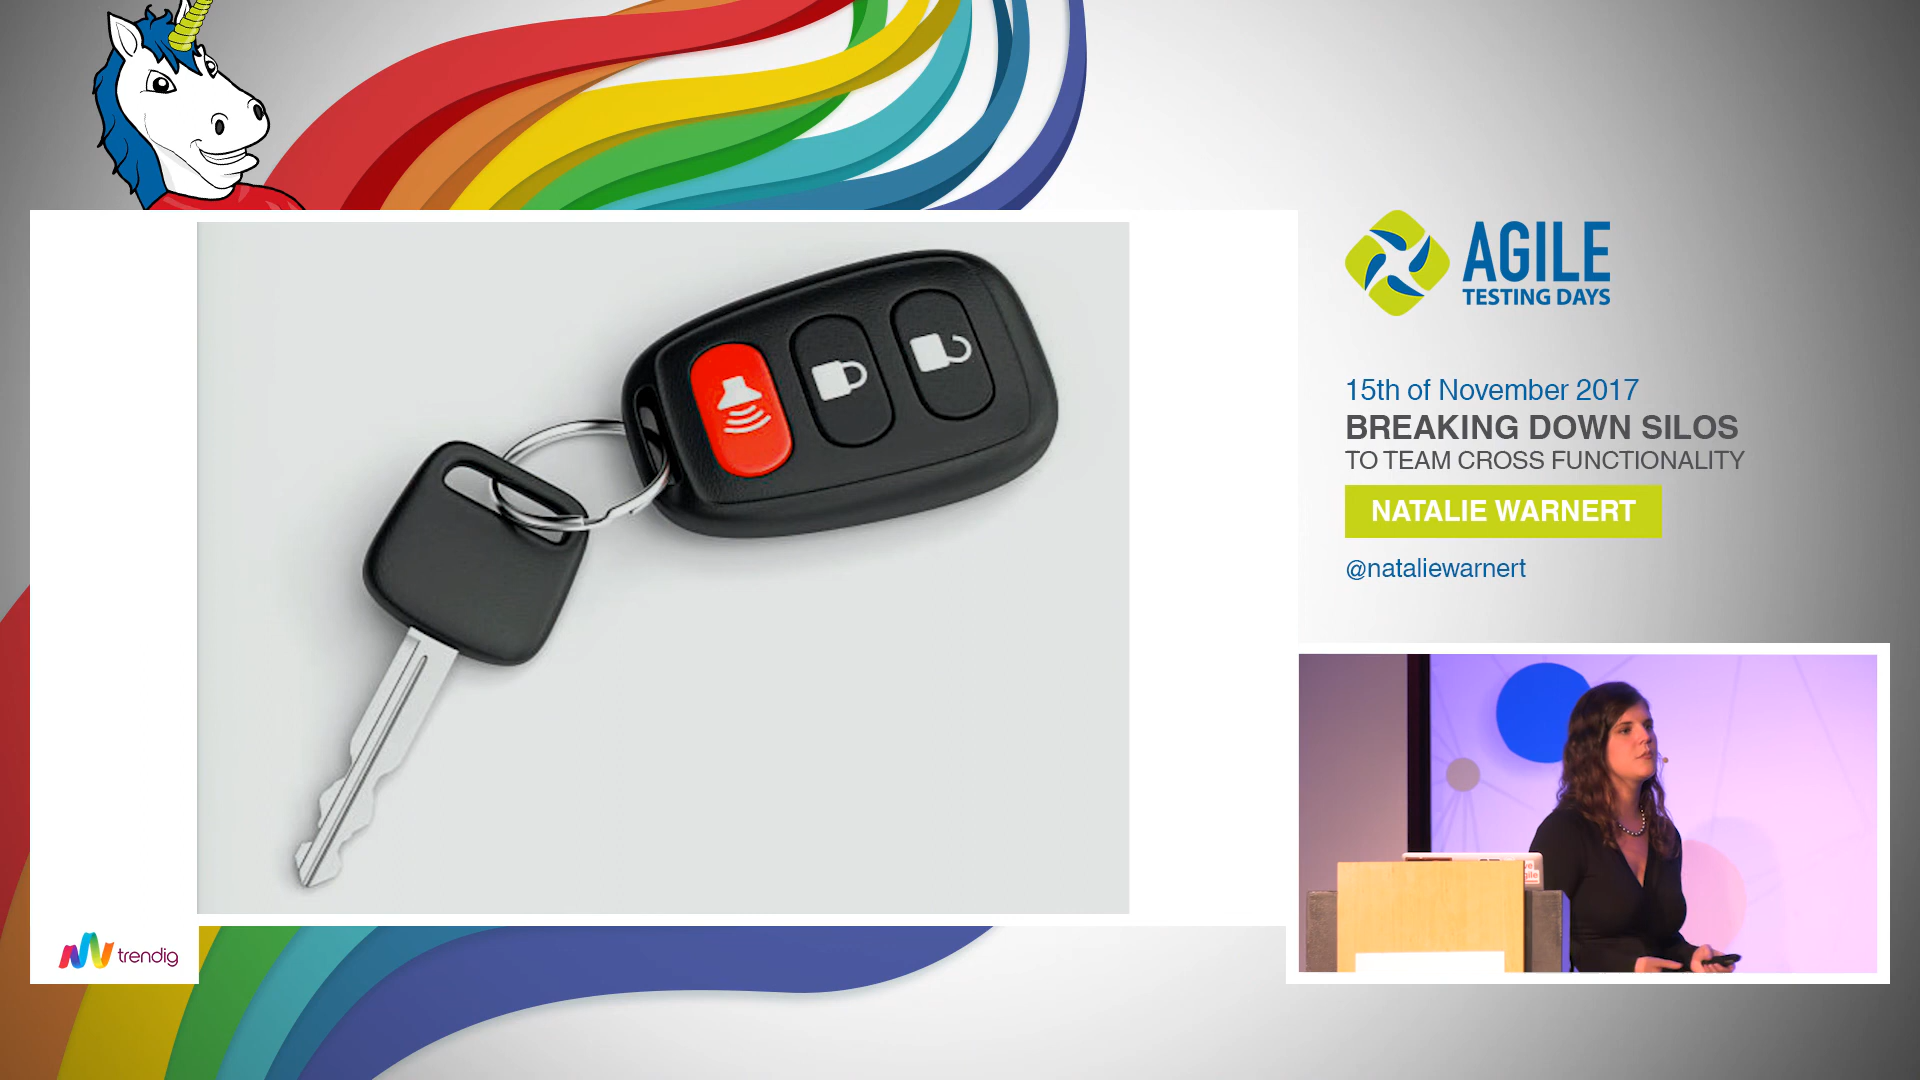 AGILE
TESTING DAYS
15th of November 2017
BREAKING DOWN SILOS
TO TEAM CROSS FUNCTIONALITY
NATALIE WARNERT
@nataliewarnert
trendig